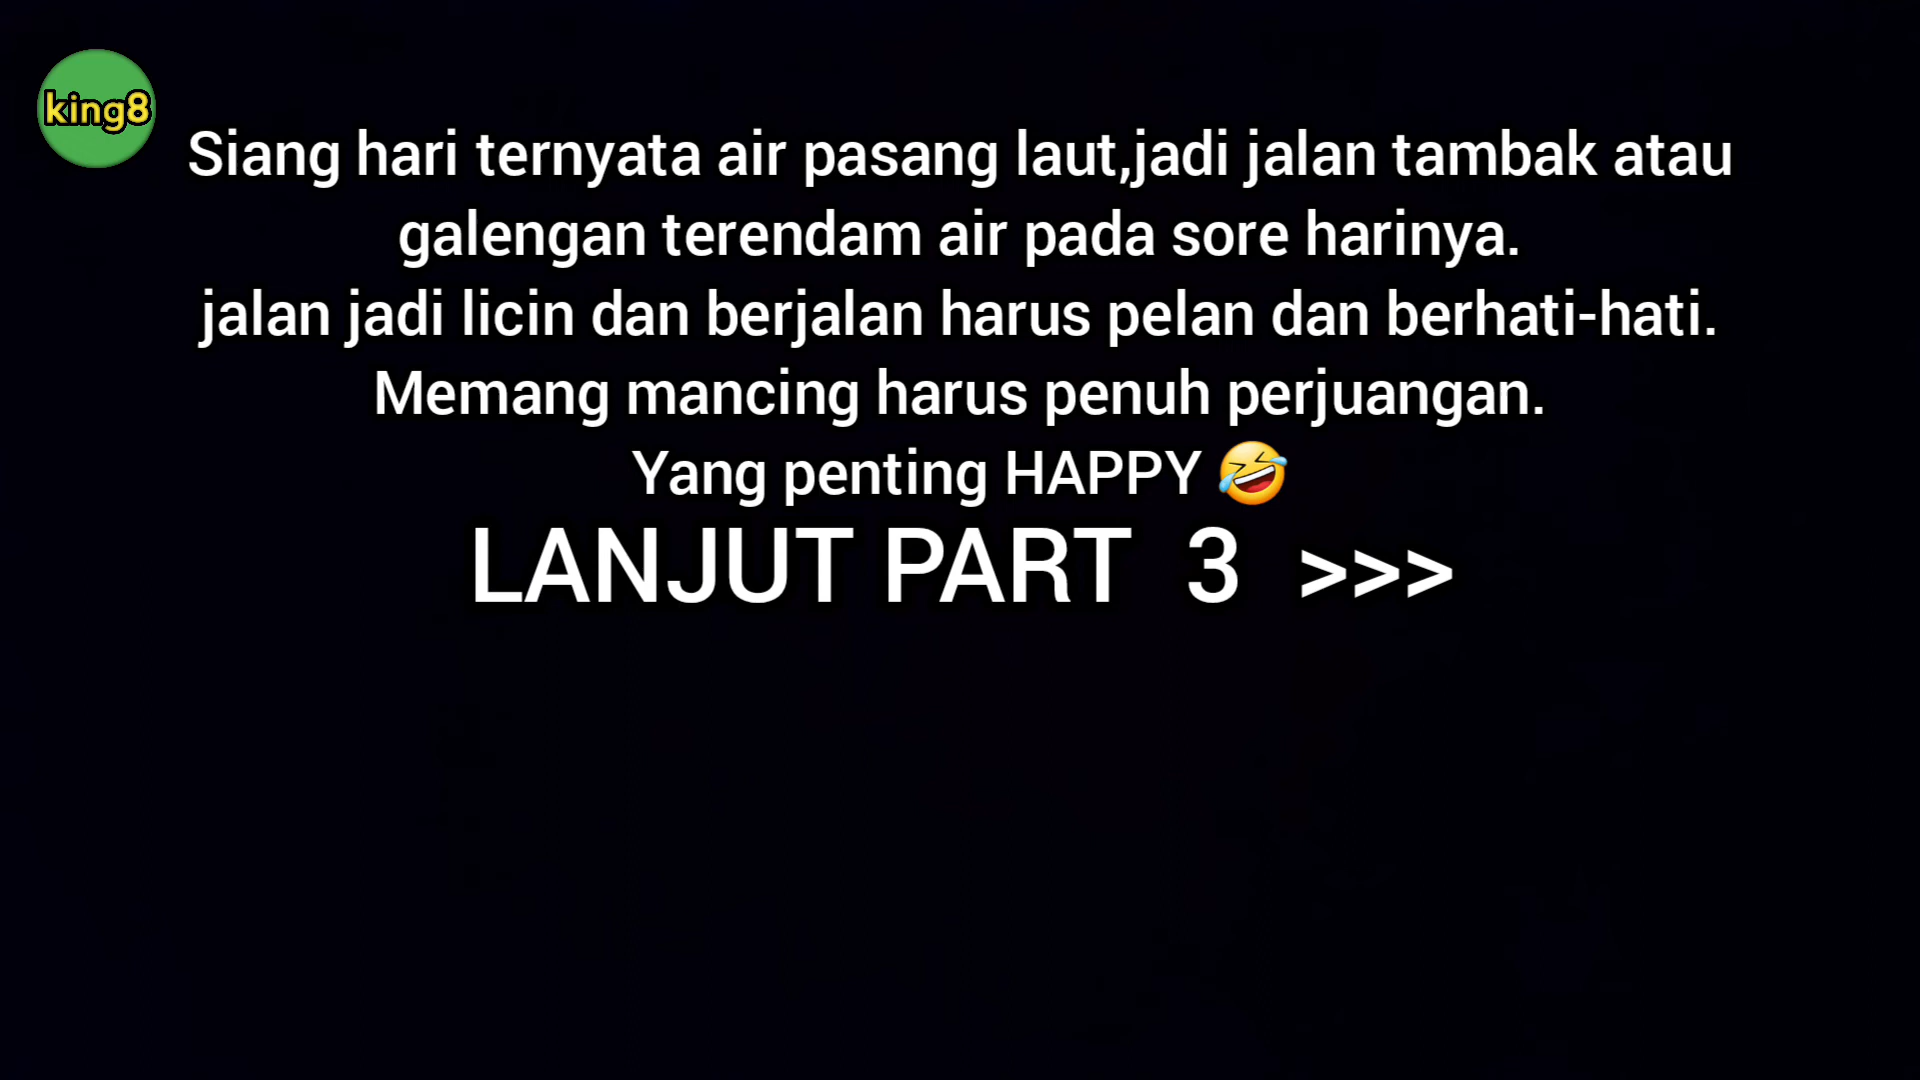 king8
Siang hari ternyata air pasang laut,jadi jalan tambak atau
galengan terendam air pada sore harinya.
jalan jadi licin dan berjalan harus pelan dan berhati-hati.
Memang mancing harus penuh perjuangan.
Yang penting HAPPY 🤣
LANJUT PART 3 >>>